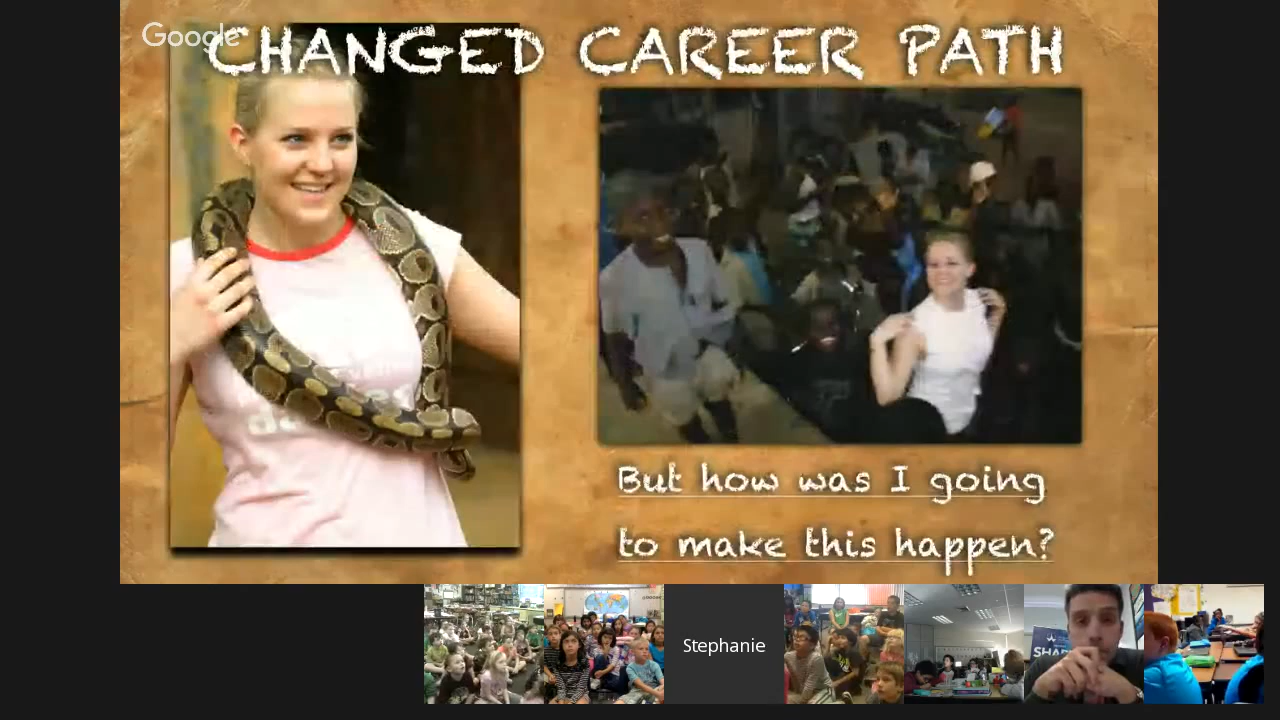 Google
CHANGED CAREER PATH
But how was I going
to make this happen?
Stephanie